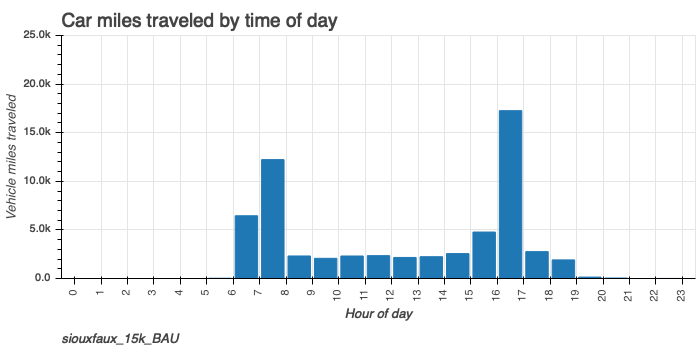 Car miles traveled by time of day
25.0k
20.0k
15.0k
10.0k
5.0k
0.0
Vehicle miles traveled
0 1 2 3 4 5 6 7 8 9 10 11 12 13 14 15 16 17 18 19 20 21 22 23
Hour of day
siouxfaux_15k_BAU